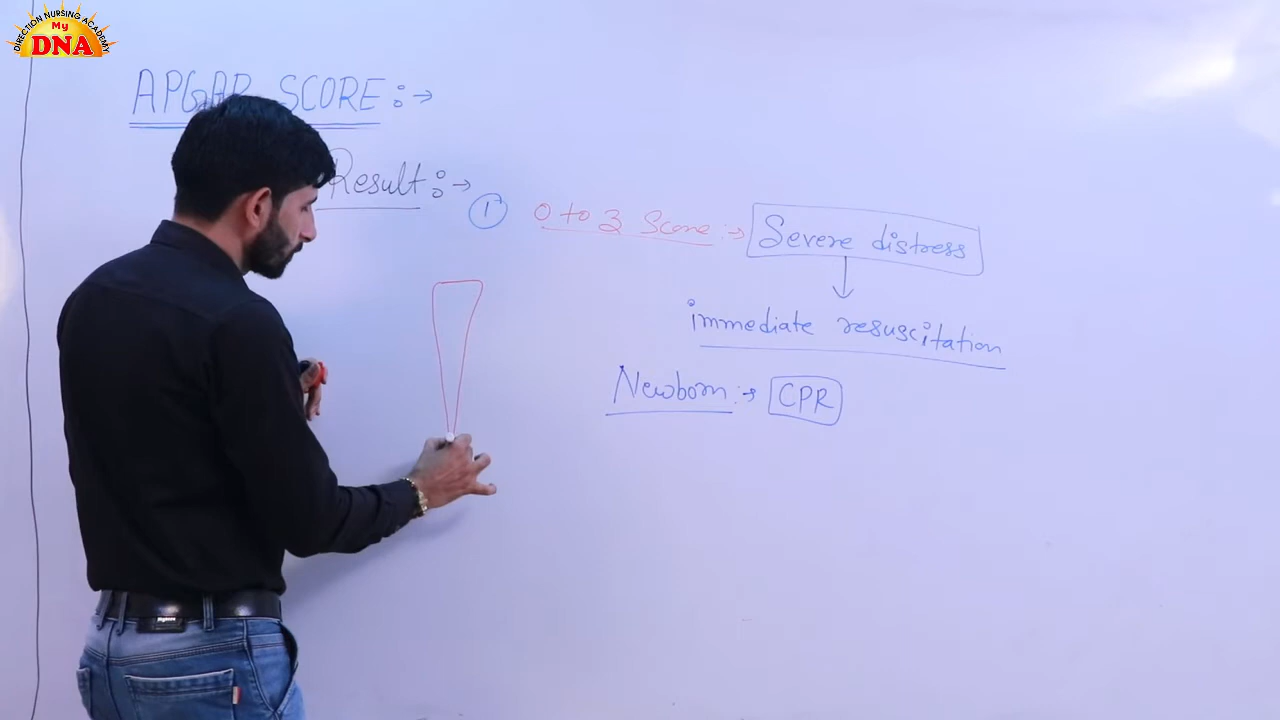 DIRECTION NURSING ACADEMY
My
DNA
APGAR SCORE :→
Result :→
1 0 to 3 Score :→ Severe distress
immediate resuscitation
Newborn :→ CPR